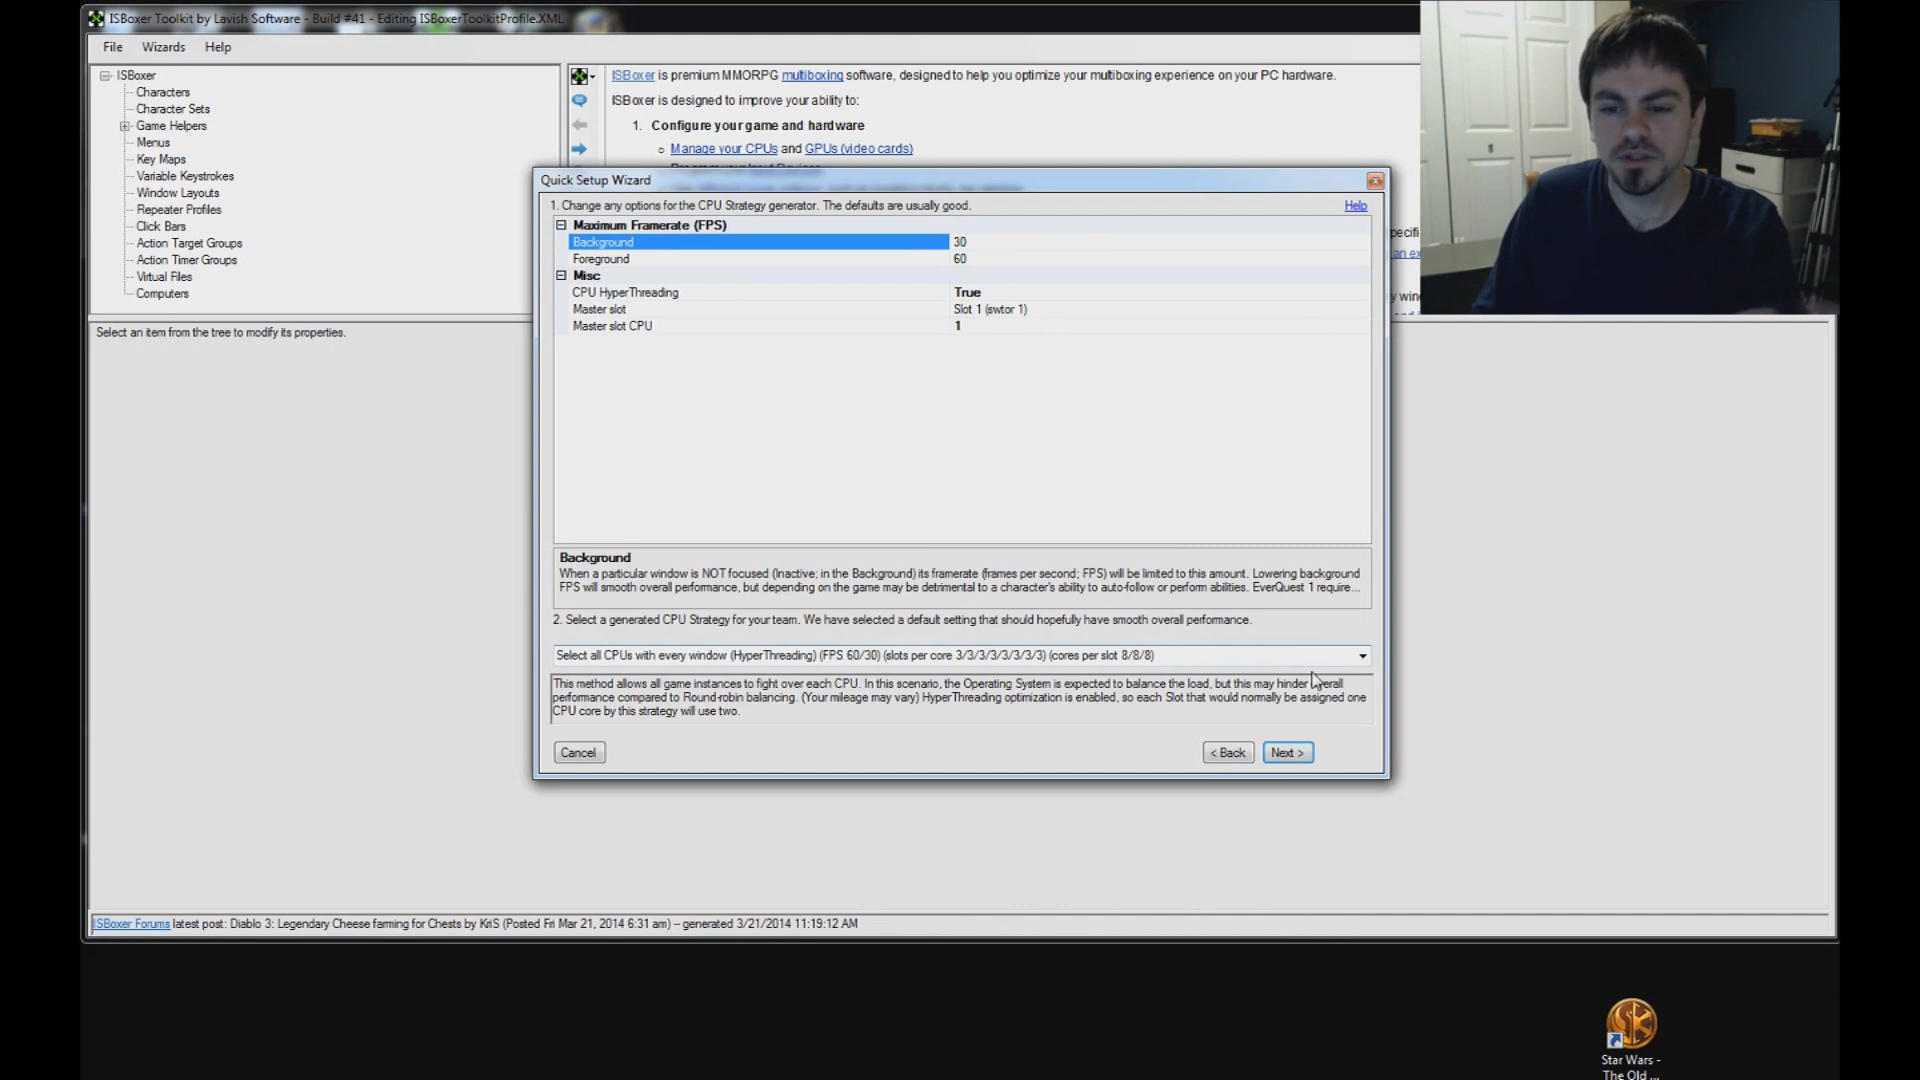 ISBoxer Toolkit by Lavish Software - Build #41 - Editing ISBoxerToolkitProfile.XML
File Wizards Help
ISBoxer
Characters
Character Sets
Game Helpers
Menus
Key Maps
Variable Keystrokes
Window Layouts
Repeater Profiles
Click Bars
Action Target Groups
Action Timer Groups
Virtual Files
Computers
ISBoxer is premium MMORPG multiboxing software, designed to help you optimize your multiboxing experience on your PC hardware.
ISBoxer is designed to improve your ability to:
1. Configure your game and hardware
Manage your CPUs and GPUs (video cards)
Select an item from the tree to modify its properties.
Quick Setup Wizard
1. Change any options for the CPU Strategy generator. The defaults are usually good. Help
Maximum Framerate (FPS)
Background 30
Foreground 60
Misc
CPU HyperThreading True
Master slot Slot 1 (swtor 1)
Master slot CPU 1
Background
When a particular window is NOT focused (Inactive; in the Background) its framerate (frames per second; FPS) will be limited to this amount. Lowering background
FPS will smooth overall performance, but depending on the game may be detrimental to a character's ability to auto-follow or perform abilities. EverQuest 1 require...
2. Select a generated CPU Strategy for your team. We have selected a default setting that should hopefully have smooth overall performance.
Select all CPUs with every window (HyperThreading) (FPS 60/30) (slots per core 3/3/3/3/3/3/3/3) (cores per slot 8/8/8)
This method allows all game instances to fight over each CPU. In this scenario, the Operating System is expected to balance the load, but this may hinder overall
performance compared to Round-robin balancing. (Your mileage may vary) HyperThreading optimization is enabled, so each Slot that would normally be assigned one
CPU core by this strategy will use two.
Cancel < Back Next >
ISBoxer Forums latest post: Diablo 3: Legendary Cheese farming for Chests by KriS (Posted Fri Mar 21, 2014 6:31 am) -- generated 3/21/2014 11:19:12 AM
Star Wars -
The Old ...